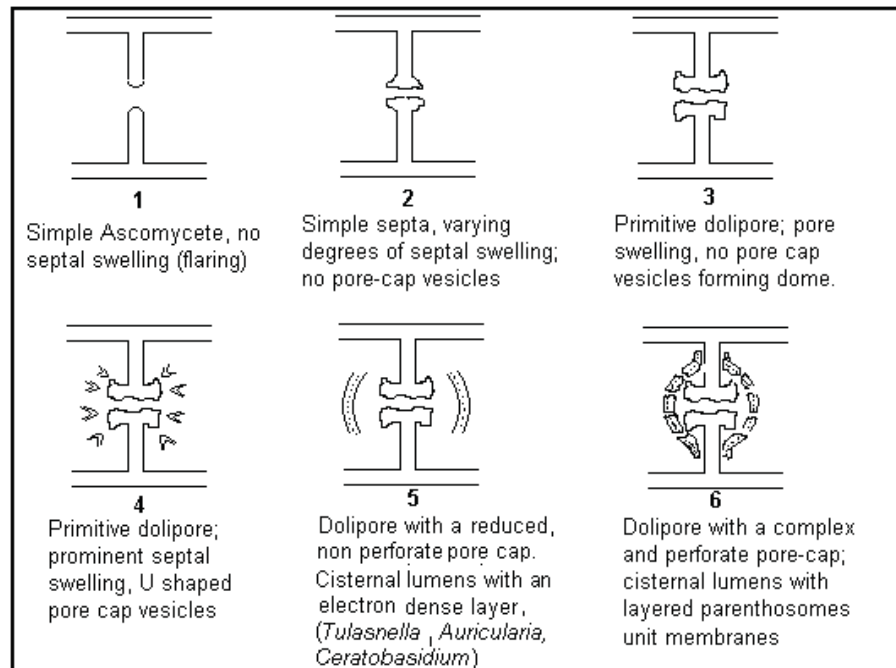 1
Simple Ascomycete, no
septal swelling (flaring)
2
Simple septa, varying
degrees of septal swelling;
no pore-cap vesicles
3
Primitive dolipore; pore
swelling, no pore cap
vesicles forming dome.
4
Primitive dolipore;
prominent septal
swelling, U shaped
pore cap vesicles
5
Dolipore with a reduced,
non perforate pore cap.
Cisternal lumens with an
electron dense layer,
(Tulasnella , Auricularia,
Ceratobasidium)
6
Dolipore with a complex
and perforate pore-cap;
cisternal lumens with
layered parenthosomes
unit membranes